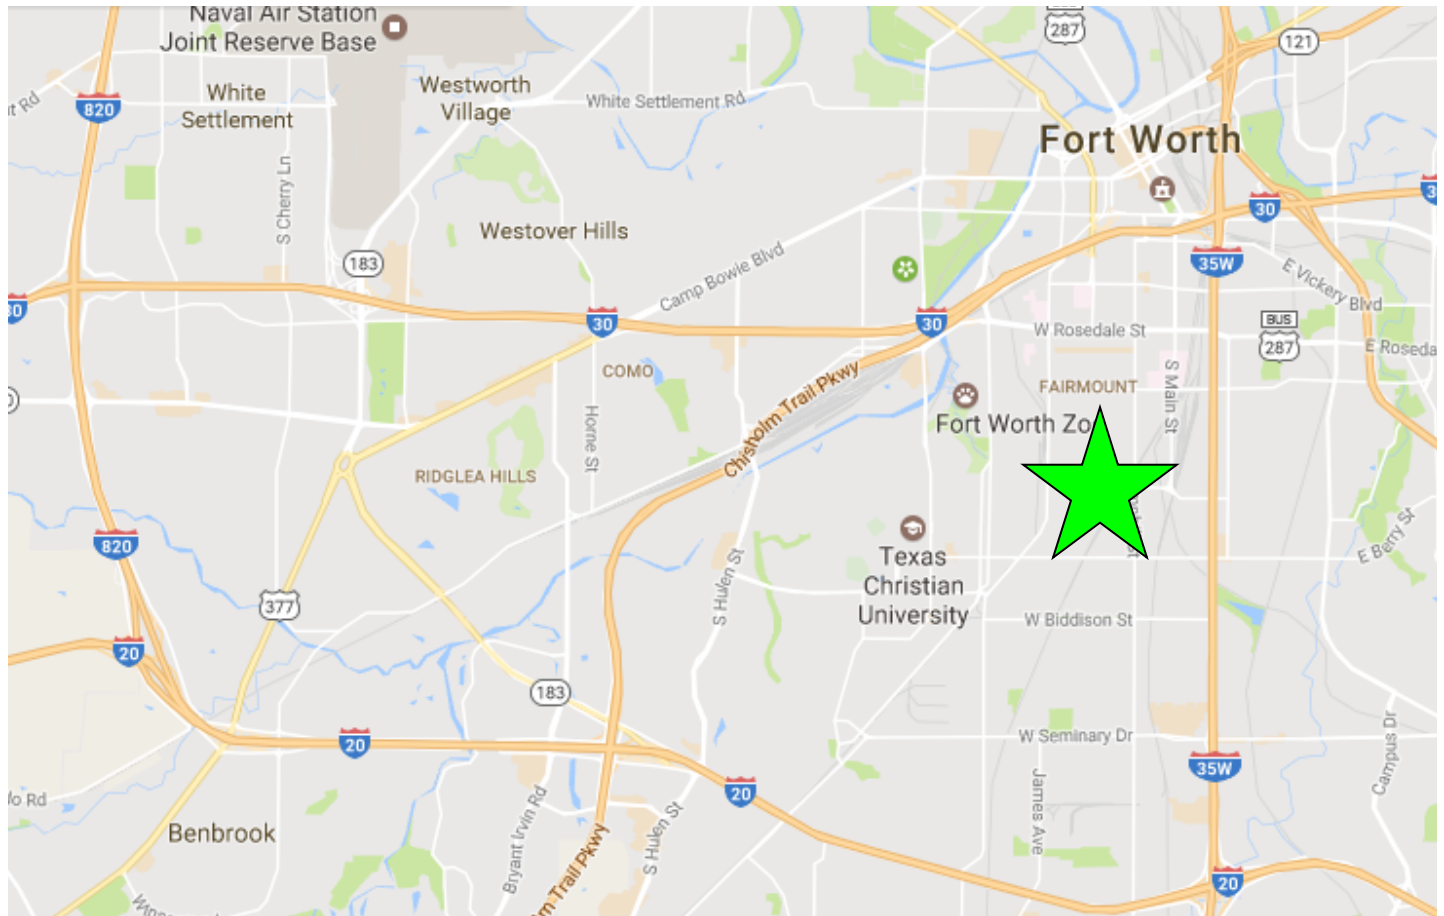 Naval Air Station
Joint Reserve Base
287
121
White
Settlement
Westworth
Village
White Settlement Rd
820
Fort Worth
S Cherry Ln
30
Westover Hills
183
Camp Bowie Blvd
35W
E Vickery Blvd
30
30
W Rosedale St
BUS
287
COMO
Chisholm Trail Pkwy
FAIRMOUNT
S Main St
Fort Worth Zo
Horne St
RIDGLEA HILLS
820
Texas
Christian
University
E Berry St
S Hulen St
377
W Biddison St
20
183
20
W Seminary Dr
35W
20
Campus Dr
James Ave
Benbrook
Bryant Irvin Rd
S Hulen St
20